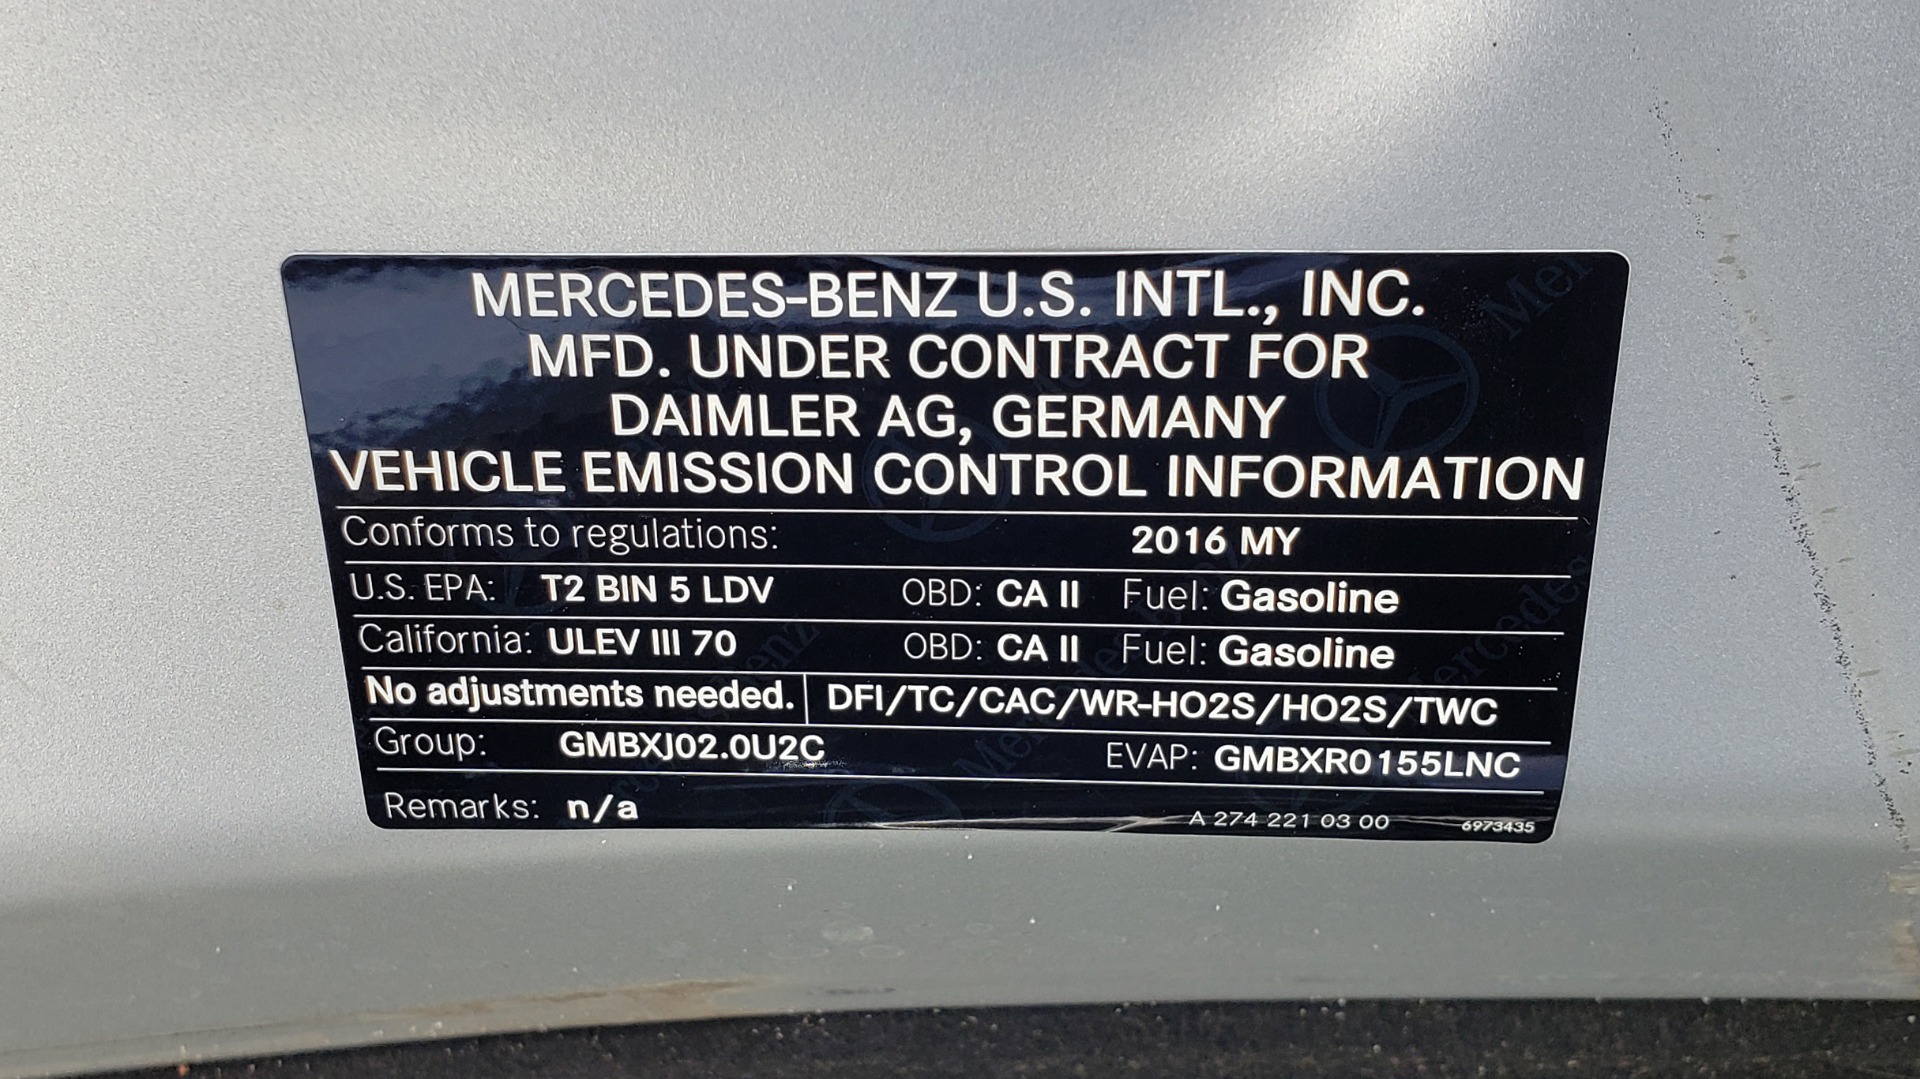 MERCEDES-BENZ U.S. INTL., INC.
MFD. UNDER CONTRACT FOR
DAIMLER AG, GERMANY
VEHICLE EMISSION CONTROL INFORMATION
Conforms to regulations: 2016 MY
U.S. EPA: T2 BIN 5 LDV OBD: CA II Fuel: Gasoline
California: ULEV III 70 OBD: CA II Fuel: Gasoline
No adjustments needed. DFI/TC/CAC/WR-HO2S/HO2S/TWC
Group: GMBXJ02.0U2C EVAP: GMBXR0155LNC
Remarks: n/a
A 274 221 03 00 6973435